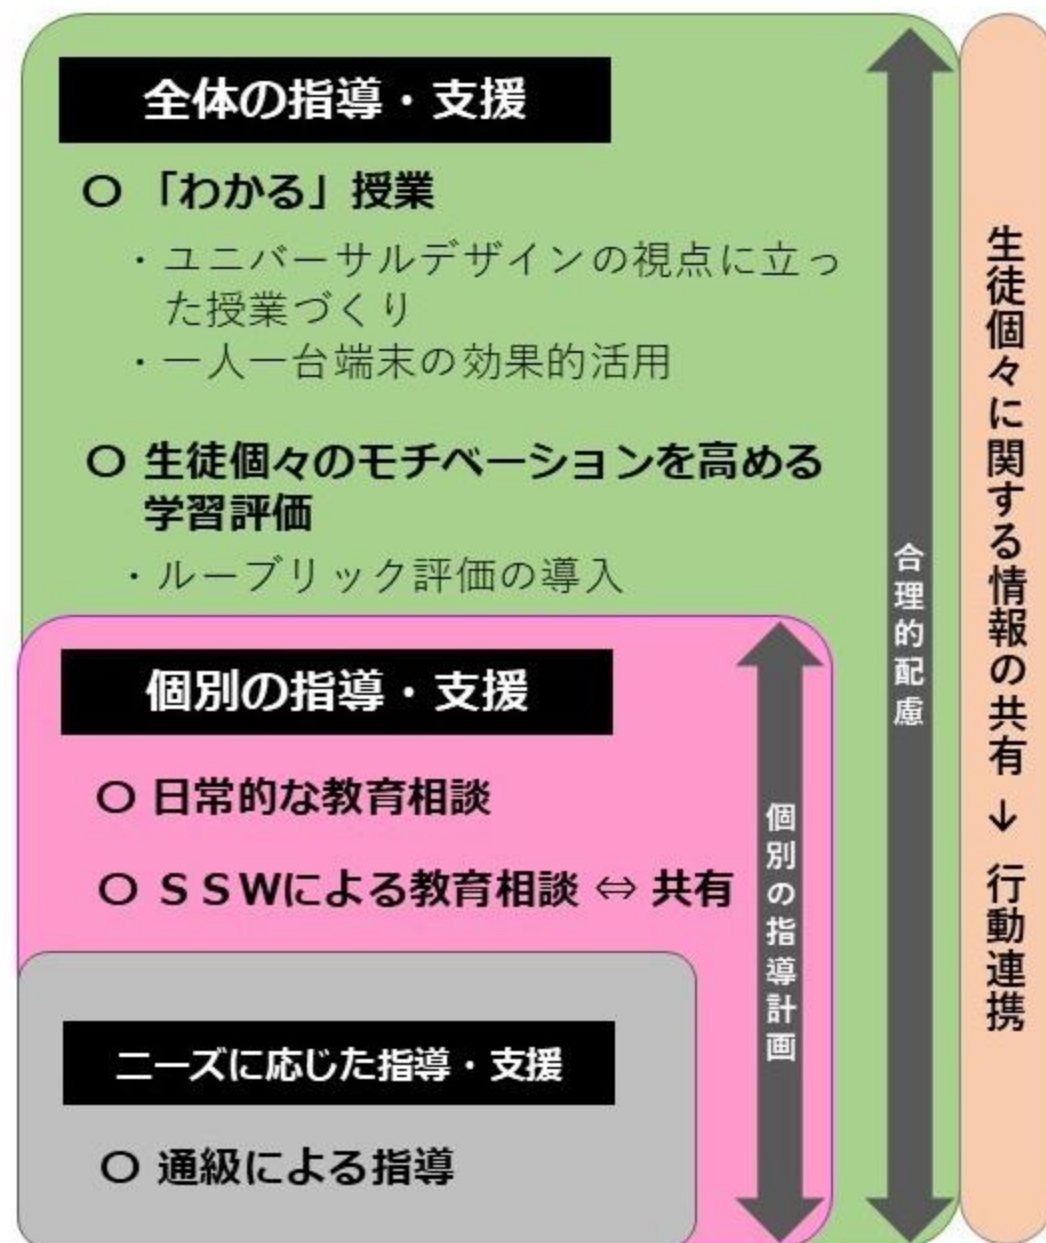 全体の指導・支援
〇 「わかる」授業
・ユニバーサルデザインの視点に立っ
た授業づくり
・一人一台端末の効果的活用
〇 生徒個々のモチベーションを高める
学習評価
・ルーブリック評価の導入
個別の指導・支援
〇 日常的な教育相談
〇 ＳＳＷによる教育相談 ⇔ 共有
ニーズに応じた指導・支援
〇 通級による指導
個別の指導計画
合理的配慮
生徒個々に関する情報の共有 → 行動連携